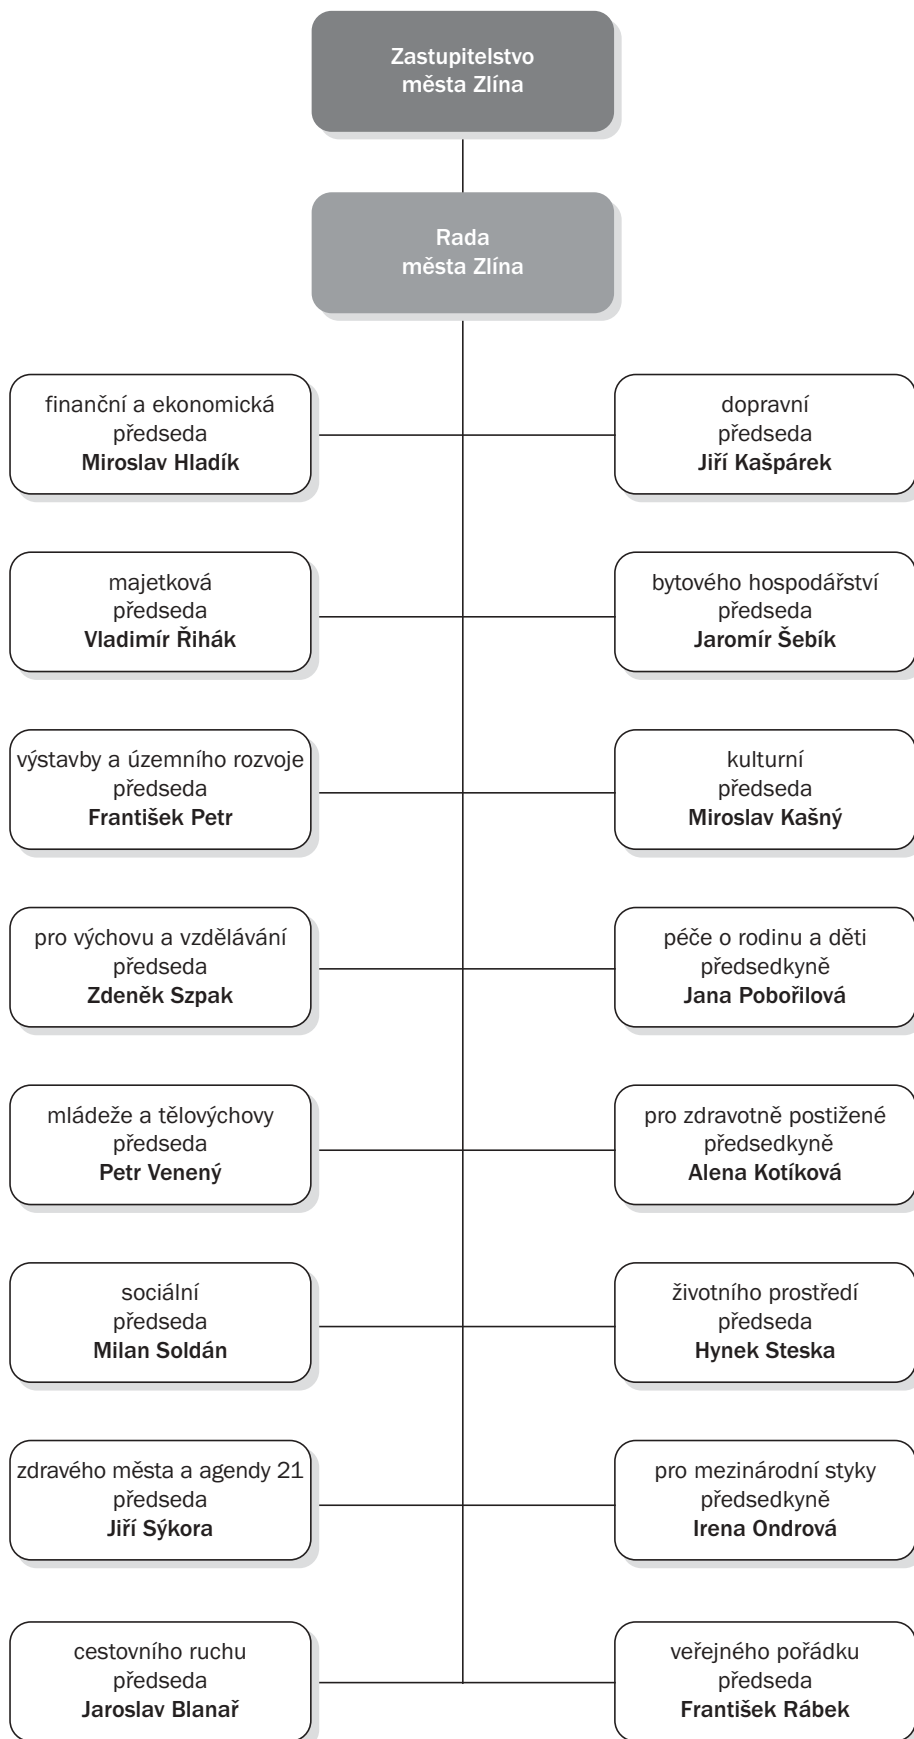 Zastupitelstvo
města Zlína
Rada
města Zlína
finanční a ekonomická
předseda
Miroslav Hladík
dopravní
předseda
Jiří Kašpárek
majetková
předseda
Vladimír Řihák
bytového hospodářství
předseda
Jaromír Šebík
výstavby a územního rozvoje
předseda
František Petr
kulturní
předseda
Miroslav Kašný
pro výchovu a vzdělávání
předseda
Zdeněk Szpak
péče o rodinu a děti
předsedkyně
Jana Pobořilová
mládeže a tělovýchovy
předseda
Petr Venený
pro zdravotně postižené
předsedkyně
Alena Kotíková
sociální
předseda
Milan Soldán
životního prostředí
předseda
Hynek Steska
zdravého města a agendy 21
předseda
Jiří Sýkora
pro mezinárodní styky
předsedkyně
Irena Ondrová
cestovního ruchu
předseda
Jaroslav Blanař
veřejného pořádku
předseda
František Rábek